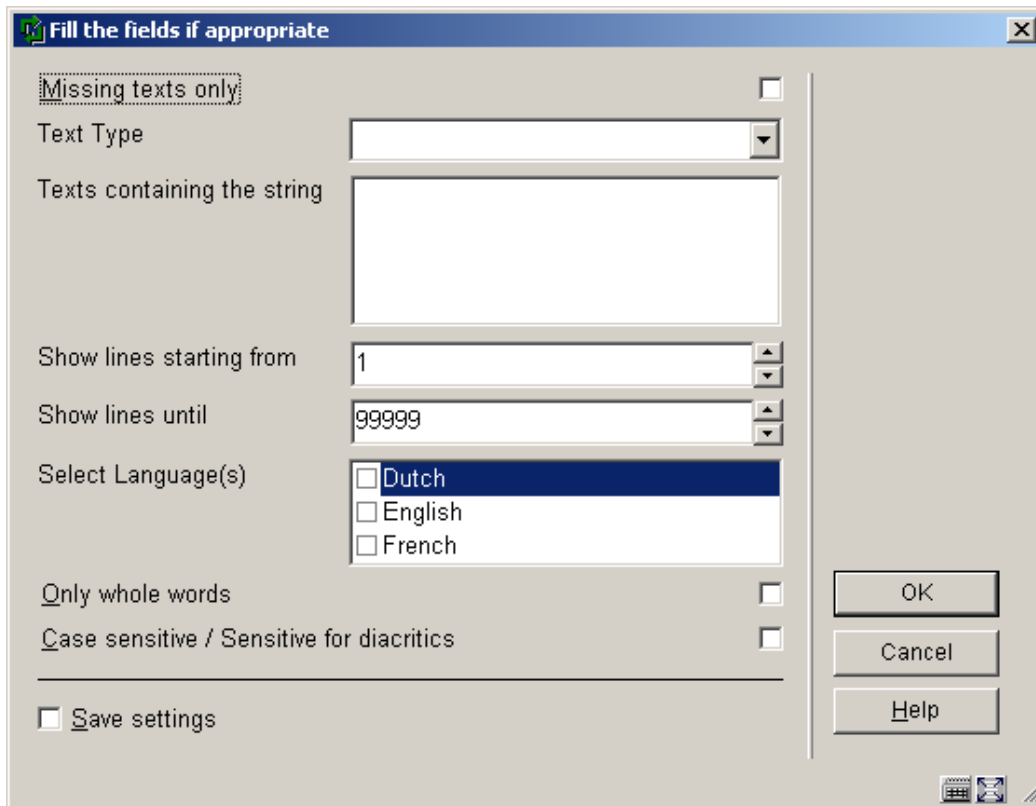 Fill the fields if appropriate
Missing texts only
Text Type
Texts containing the string
Show lines starting from 1
Show lines until 99999
Select Language(s) Dutch
English
French
Only whole words
OK
Case sensitive / Sensitive for diacritics
Cancel
Save settings
Help